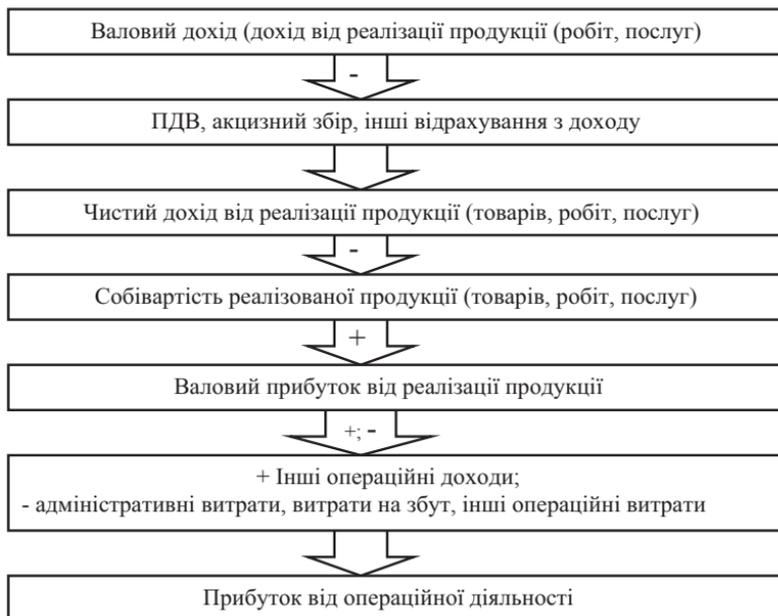 Валовий дохід (дохід від реалізації продукції (робіт, послуг)
-
ПДВ, акцизний збір, інші відрахування з доходу
Чистий дохід від реалізації продукції (товарів, робіт, послуг)
-
Собівартість реалізованої продукції (товарів, робіт, послуг)
+
Валовий прибуток від реалізації продукції
+; -
+ Інші операційні доходи;
- адміністративні витрати, витрати на збут, інші операційні витрати
Прибуток від операційної діяльності